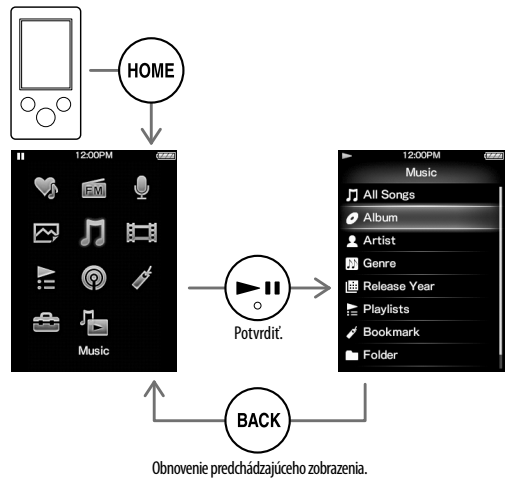 HOME
12:00PM
FM
Music
Potvrdiť.
12:00PM
Music
All Songs
Album
Artist
Genre
Release Year
Playlists
Bookmark
Folder
BACK
Obnovenie predchádzajúceho zobrazenia.